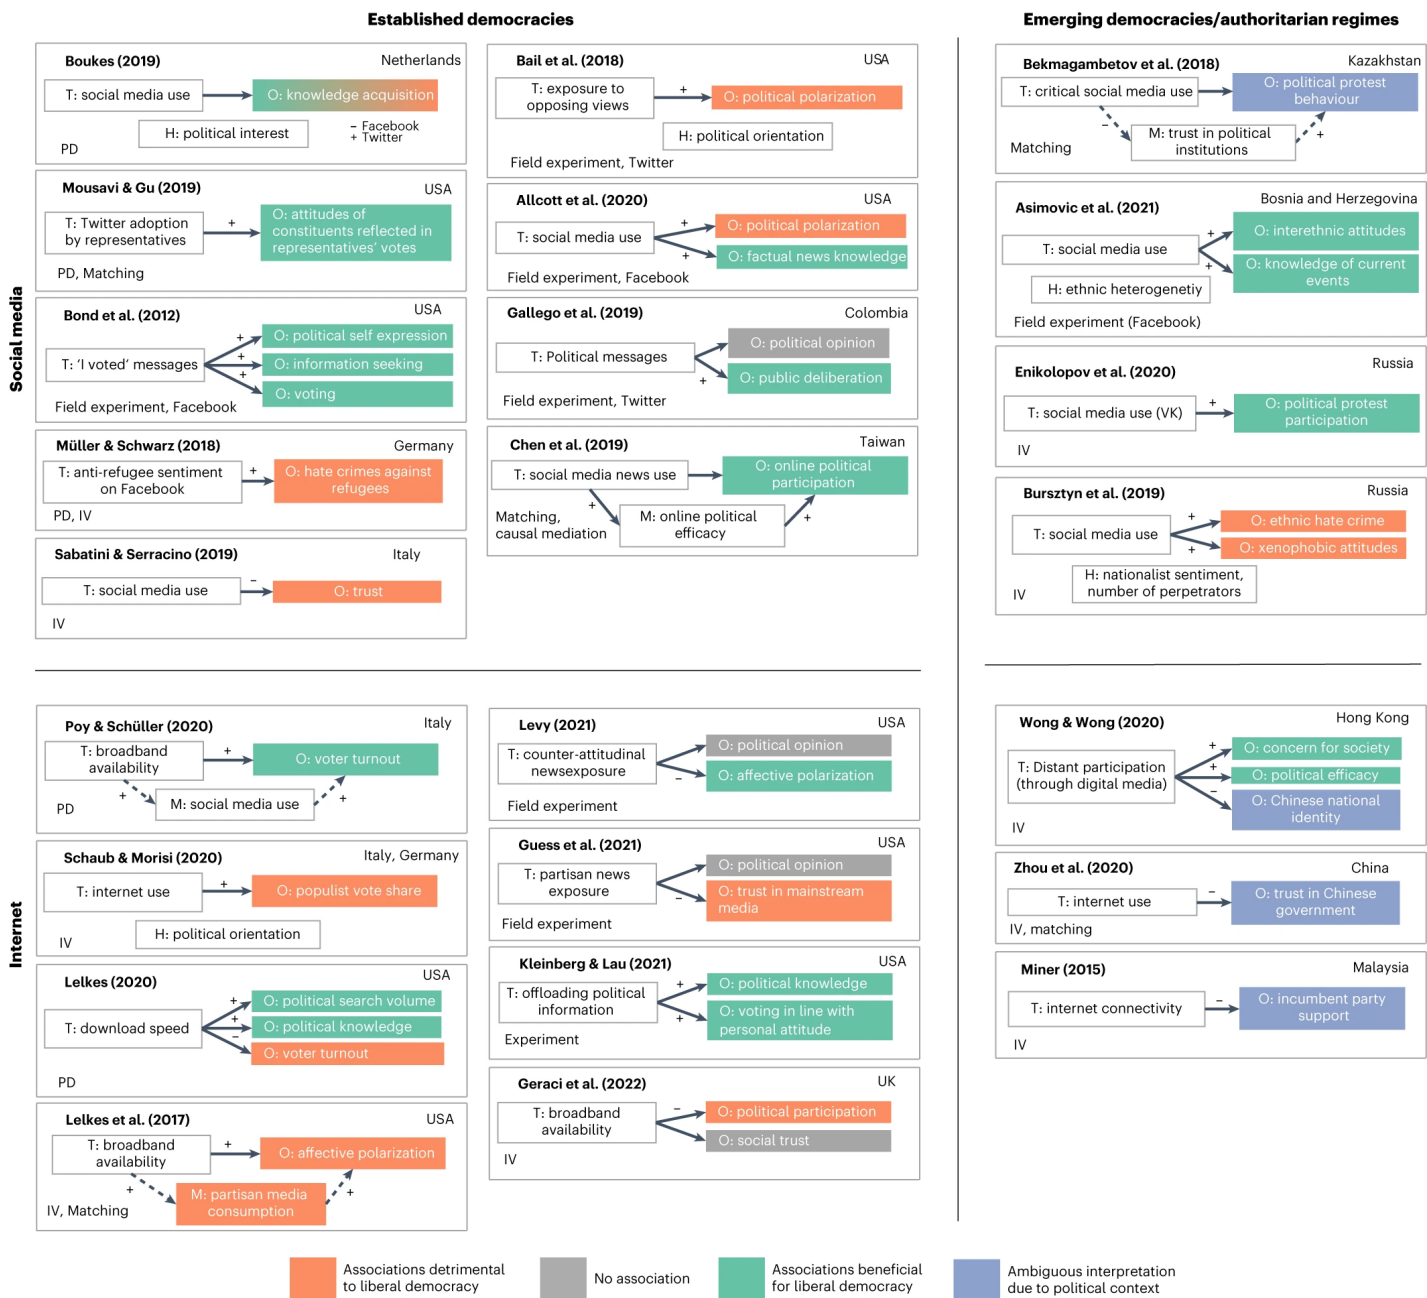 Established democracies
Emerging democracies/authoritarian regimes
Social media
Boukes (2019)
Netherlands
T: social media use
O: knowledge acquisition
H: political interest
− Facebook
+ Twitter
PD
Mousavi & Gu (2019)
USA
T: Twitter adoption
by representatives
+
O: attitudes of
constituents reflected in
representatives’ votes
PD, Matching
Bond et al. (2012)
USA
T: ‘I voted‘ messages
+
+
+
O: political self expression
O: information seeking
O: voting
Field experiment, Facebook
Müller & Schwarz (2018)
Germany
T: anti-refugee sentiment
on Facebook
+
O: hate crimes against
refugees
PD, IV
Sabatini & Serracino (2019)
Italy
T: social media use
−
O: trust
IV
Bail et al. (2018)
USA
T: exposure to
opposing views
+
O: political polarization
H: political orientation
Field experiment, Twitter
Allcott et al. (2020)
USA
T: social media use
+
+
O: political polarization
O: factual news knowledge
Field experiment, Facebook
Gallego et al. (2019)
Colombia
T: Political messages
+
O: political opinion
O: public deliberation
Field experiment, Twitter
Chen et al. (2019)
Taiwan
T: social media news use
O: online political
participation
+
M: online political
efficacy
+
Matching,
causal mediation
Bekmagambetov et al. (2018)
Kazakhstan
T: critical social media use
O: political protest
behaviour
−
M: trust in political
institutions
+
Matching
Asimovic et al. (2021)
Bosnia and Herzegovina
T: social media use
+
+
O: interethnic attitudes
O: knowledge of current
events
H: ethnic heterogenetiy
Field experiment (Facebook)
Enikolopov et al. (2020)
Russia
T: social media use (VK)
+
O: political protest
participation
IV
Bursztyn et al. (2019)
Russia
T: social media use
+
+
O: ethnic hate crime
O: xenophobic attitudes
H: nationalist sentiment,
number of perpetrators
IV
Internet
Poy & Schüller (2020)
Italy
T: broadband
availability
+
O: voter turnout
+
M: social media use
+
PD
Schaub & Morisi (2020)
Italy, Germany
T: internet use
+
O: populist vote share
H: political orientation
IV
Lelkes (2020)
USA
T: download speed
+
+
−
O: political search volume
O: political knowledge
O: voter turnout
PD
Lelkes et al. (2017)
USA
T: broadband
availability
+
O: affective polarization
+
M: partisan media
consumption
+
IV, Matching
Levy (2021)
USA
T: counter-attitudinal
newsexposure
−
O: political opinion
O: affective polarization
Field experiment
Guess et al. (2021)
USA
T: partisan news
exposure
−
O: political opinion
O: trust in mainstream
media
Field experiment
Kleinberg & Lau (2021)
USA
T: offloading political
information
+
+
O: political knowledge
O: voting in line with
personal attitude
Experiment
Geraci et al. (2022)
UK
T: broadband
availability
−
O: political participation
O: social trust
IV
Wong & Wong (2020)
Hong Kong
T: Distant participation
(through digital media)
+
+
−
O: concern for society
O: political efficacy
O: Chinese national
identity
IV
Zhou et al. (2020)
China
T: internet use
−
O: trust in Chinese
government
IV, matching
Miner (2015)
Malaysia
T: internet connectivity
−
O: incumbent party
support
IV
Associations detrimental
to liberal democracy
No association
Associations beneficial
for liberal democracy
Ambiguous interpretation
due to political context